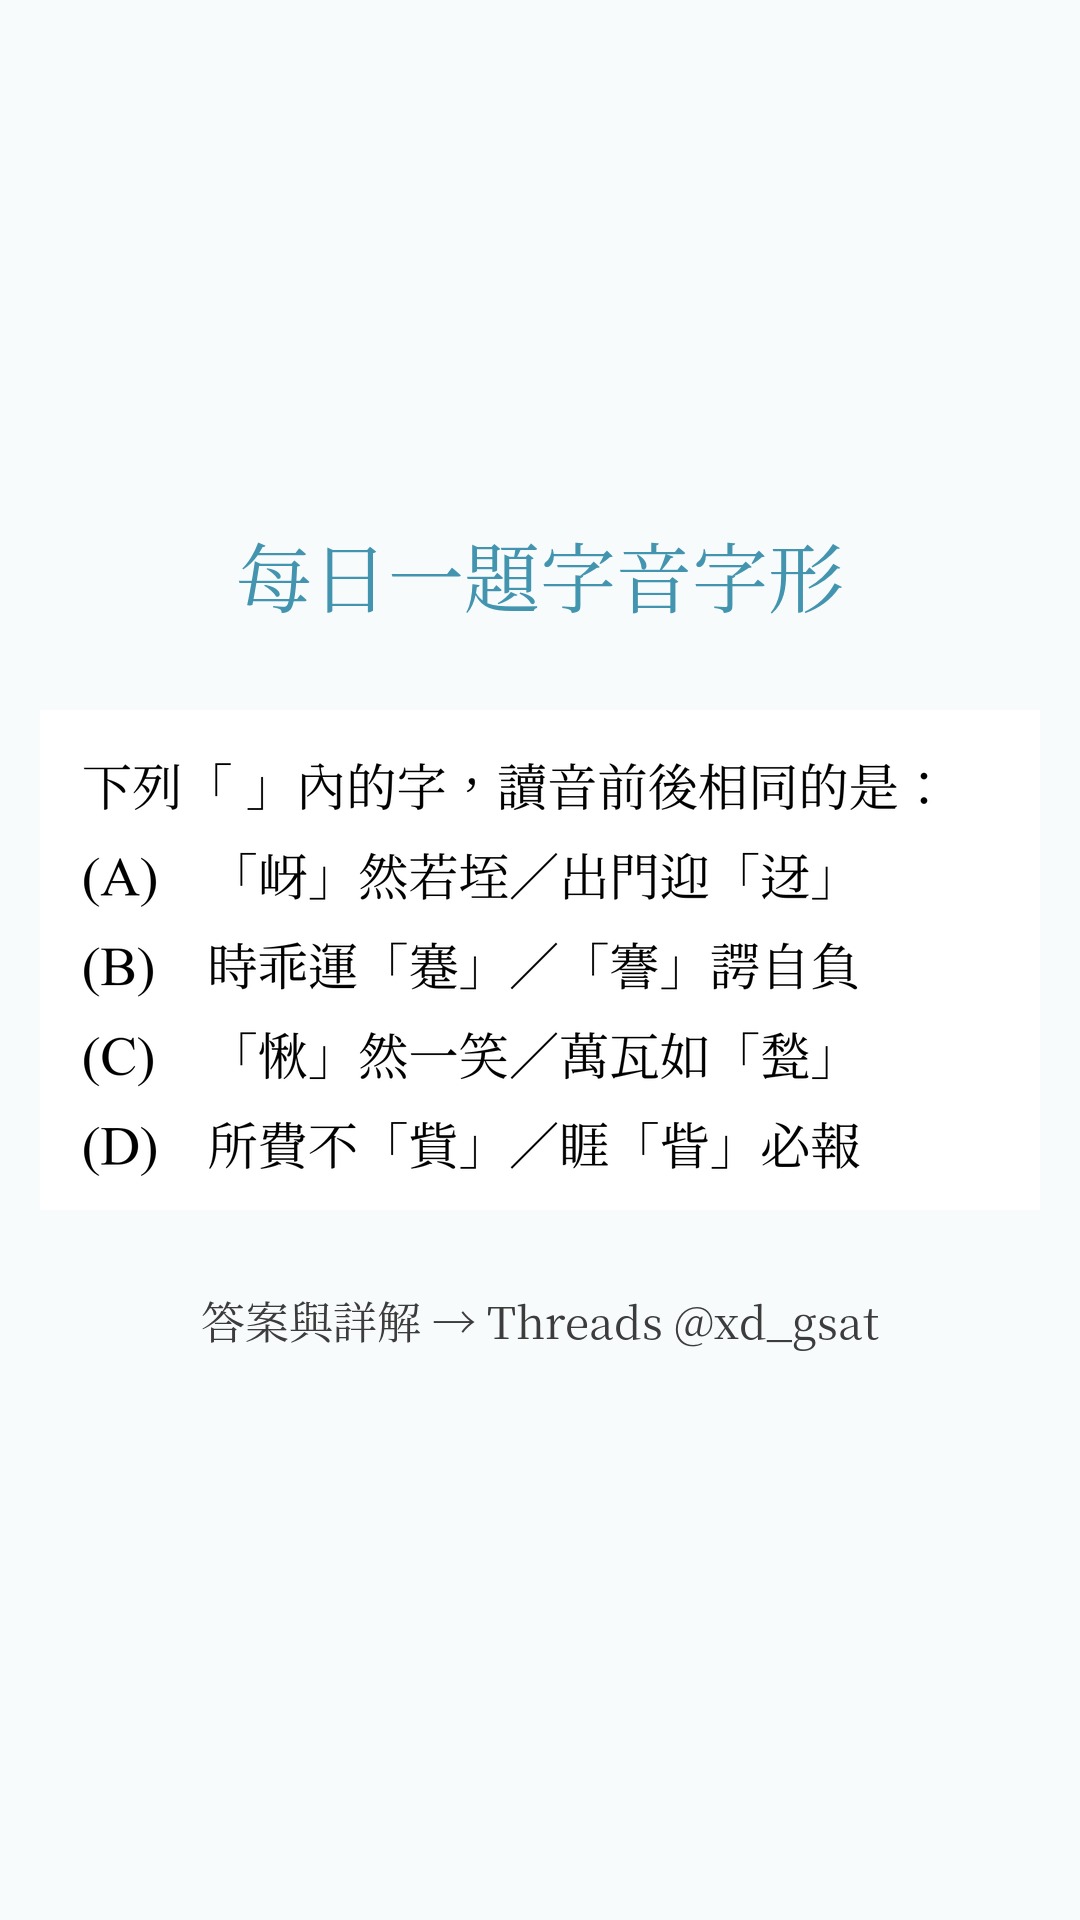 每日一題字音字形
下列「 」內的字，讀音前後相同的是：
(A) 「岈」然若垤／出門迎「迓」
(B) 時乖運「蹇」／「謇」諤自負
(C) 「愀」然一笑／萬瓦如「甃」
(D) 所費不「貲」／睚「眥」必報
答案與詳解 → Threads @xd_gsat